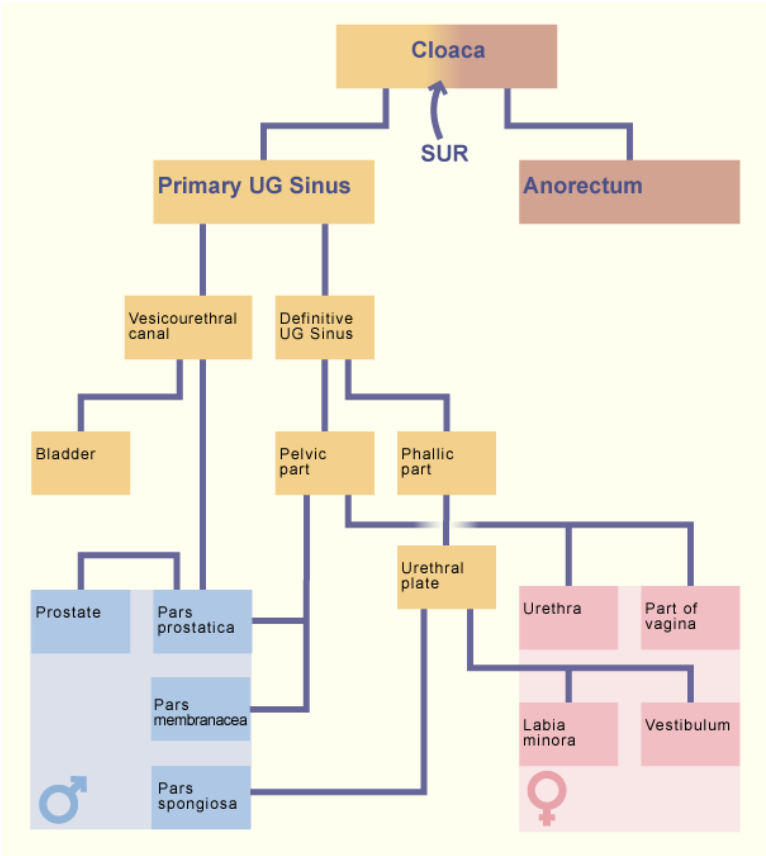 Cloaca
SUR
Primary UG Sinus
Anorectum
Vesicourethral
canal
Definitive
UG Sinus
Bladder
Pelvic
part
Phallic
part
Urethral
plate
Prostate
Pars
prostatica
Urethra
Part of
vagina
Pars
membranacea
Labia
minora
Vestibulum
Pars
spongiosa